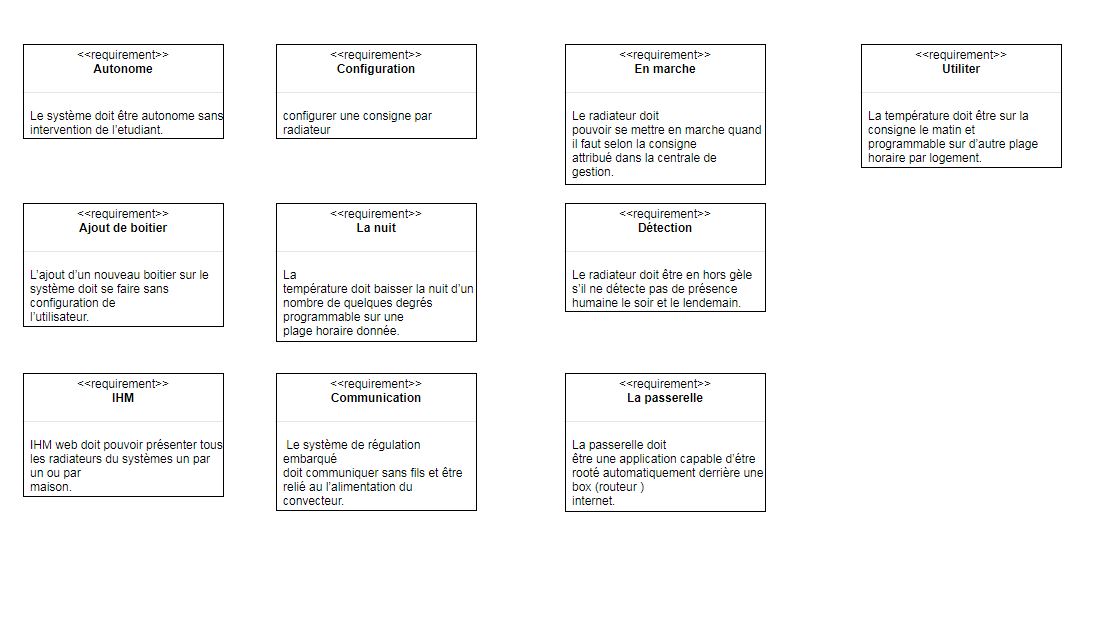 <<requirement>>
Autonome
Le système doit être autonome sans
intervention de l’etudiant.
<<requirement>>
Configuration
configurer une consigne par
radiateur
<<requirement>>
En marche
Le radiateur doit
pouvoir se mettre en marche quand
il faut selon la consigne
attribué dans la centrale de
gestion.
<<requirement>>
Utiliter
La température doit être sur la
consigne le matin et
programmable sur d’autre plage
horaire par logement.
<<requirement>>
Ajout de boitier
L’ajout d’un nouveau boitier sur le
système doit se faire sans
configuration de
l’utilisateur.
<<requirement>>
La nuit
La
température doit baisser la nuit d’un
nombre de quelques degrés
programmable sur une
plage horaire donnée.
<<requirement>>
Détection
Le radiateur doit être en hors gèle
s’il ne détecte pas de présence
humaine le soir et le lendemain.
<<requirement>>
IHM
IHM web doit pouvoir présenter tous
les radiateurs du systèmes un par
un ou par
maison.
<<requirement>>
Communication
Le système de régulation
embarqué
doit communiquer sans fils et être
relié au l’alimentation du
convecteur.
<<requirement>>
La passerelle
La passerelle doit
être une application capable d’étre
rooté automatiquement derrière une
box (routeur )
internet.